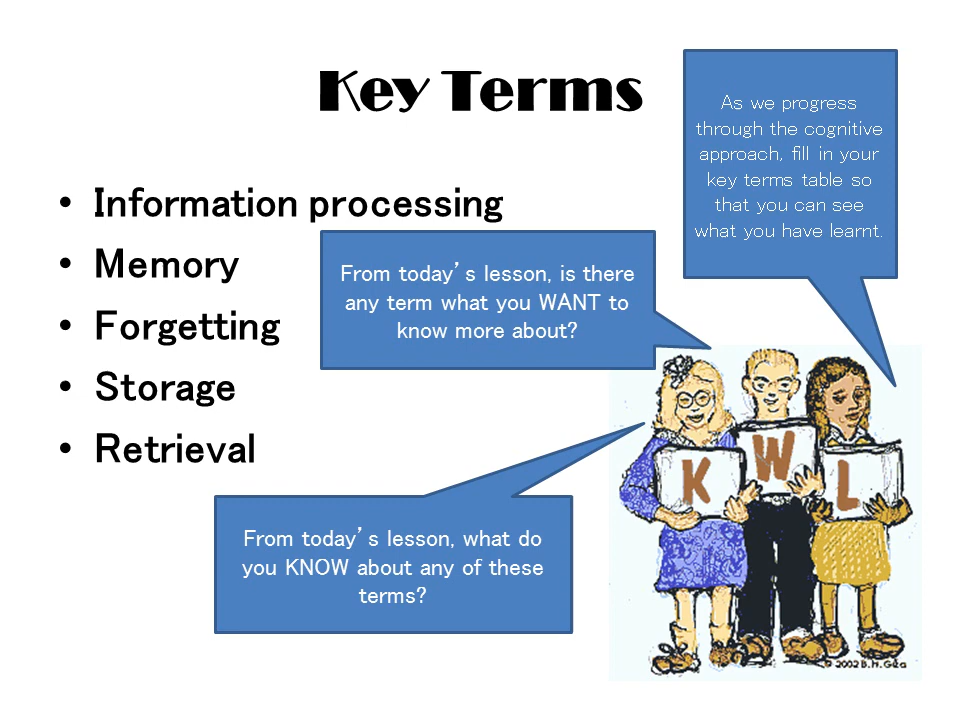 Key Terms
• Information processing
• Memory
• Forgetting
• Storage
• Retrieval
As we progress
through the cognitive
approach, fill in your
key terms table so
that you can see
what you have learnt.
From today’s lesson, is there
any term what you WANT to
know more about?
From today’s lesson, what do
you KNOW about any of these
terms?
K
W
L
© 2002 B.H.Gea